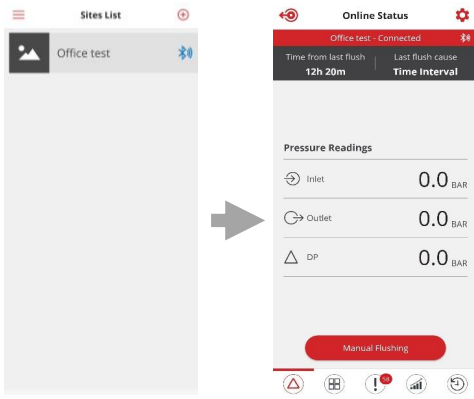 Sites List
Office test
Online Status
Office test - Connected
Time from last flush
12h 20m
Last flush cause
Time Interval
Pressure Readings
Inlet
0.0 BAR
Outlet
0.0 BAR
DP
0.0 BAR
Manual Flushing
58